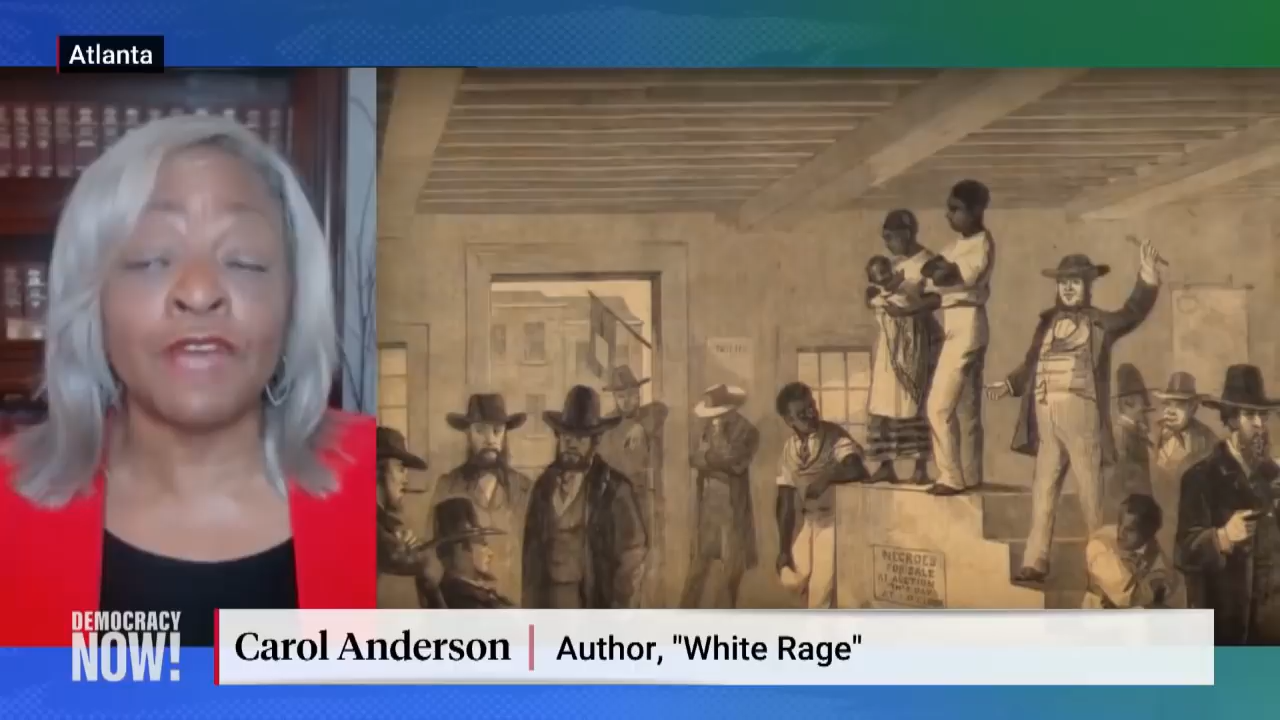 Atlanta
NEGROES
FOR SALE
AT AUCTION
DEMOCRACY
NOW!
Carol Anderson
Author, "White Rage"